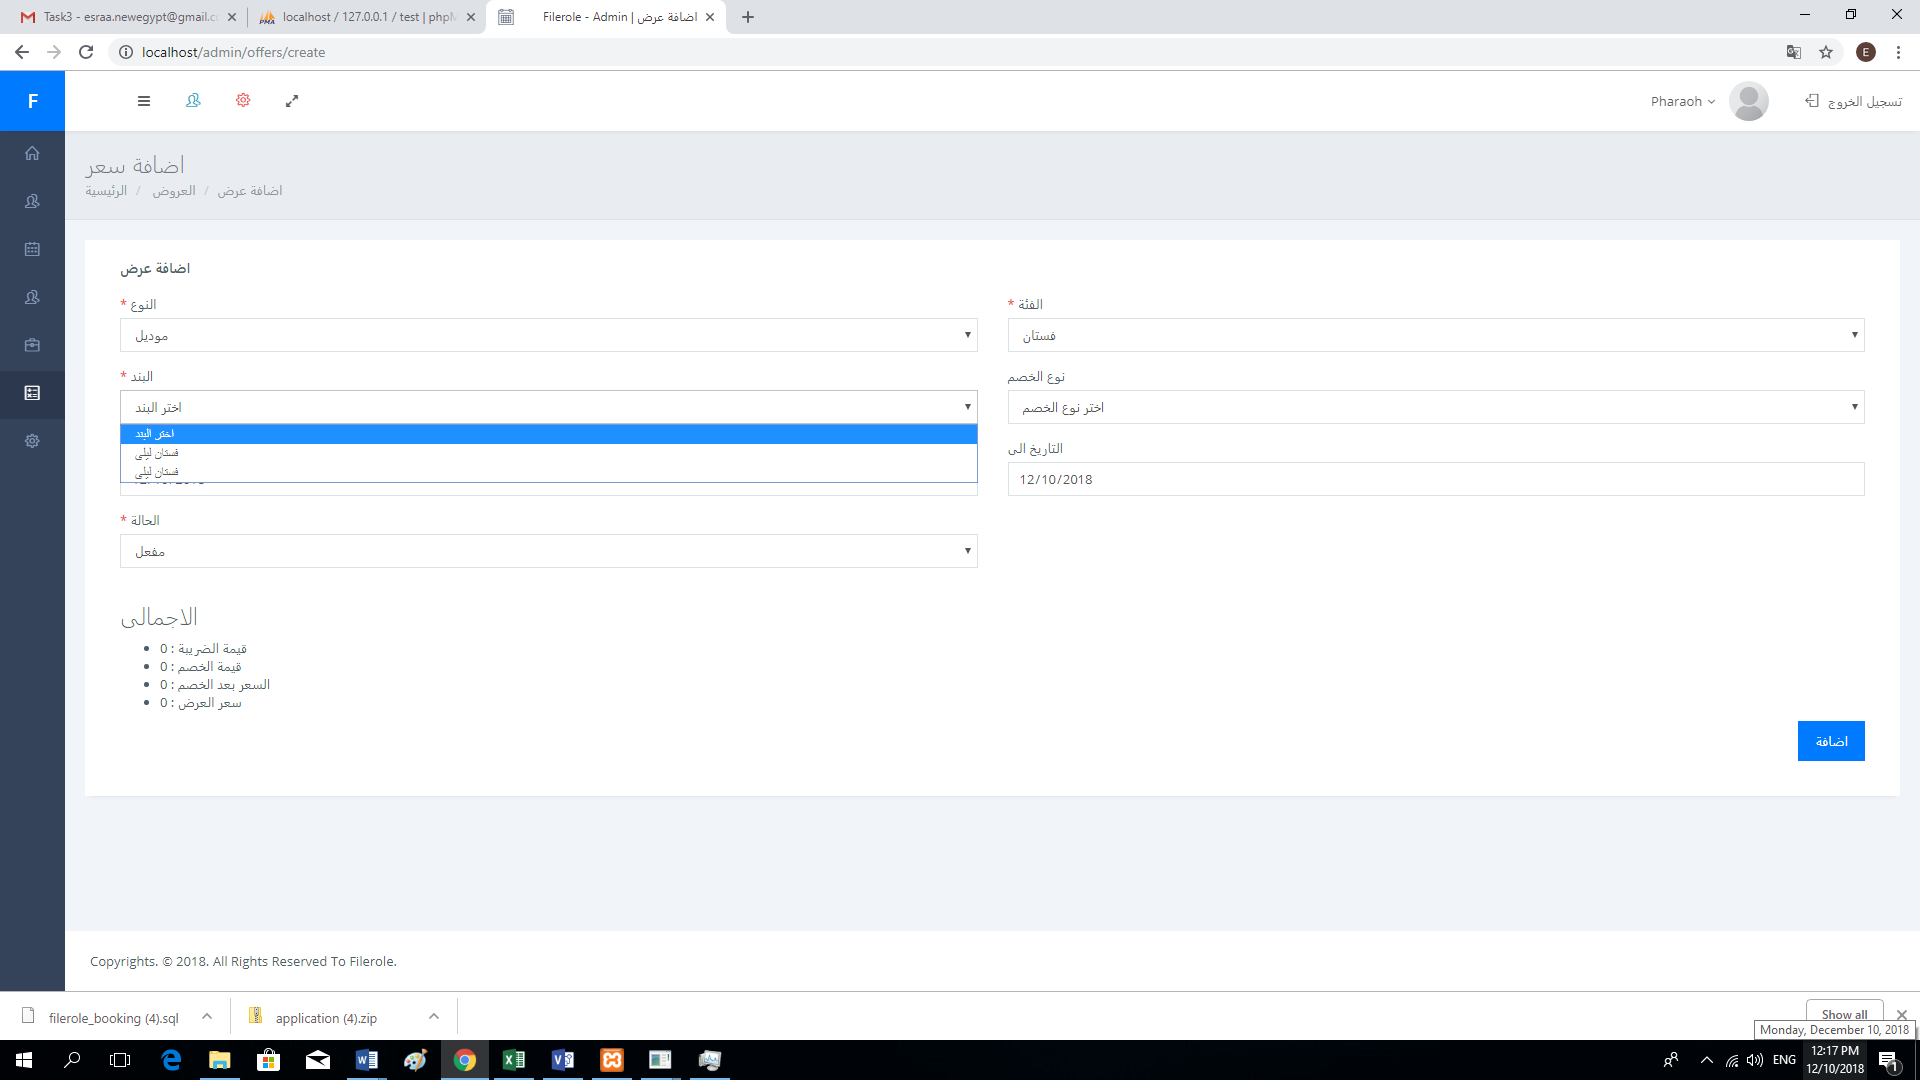 Task3 - esraa.newegypt@gmail.c
localhost / 127.0.0.1 / test | phpM
Filerole - Admin | اضافة عرض
localhost/admin/offers/create
F
Pharaoh
تسجيل الخروج
اضافة سعر
الرئيسية / العروض / اضافة عرض
اضافة عرض
النوع *
الفئة *
موديل
فستان
البند *
نوع الخصم
اختر البند
اختر نوع الخصم
اختر البند
فستان ليلى
فستان ليلى
التاريخ الى
12/10/2018
الحالة *
مفعل
الاجمالى
قيمة الضريبة : 0
قيمة الخصم : 0
السعر بعد الخصم : 0
سعر العرض : 0
اضافة
Copyrights. © 2018. All Rights Reserved To Filerole.
filerole_booking (4).sql
application (4).zip
Show all
Monday, December 10, 2018
ENG
12:17 PM
12/10/2018
1